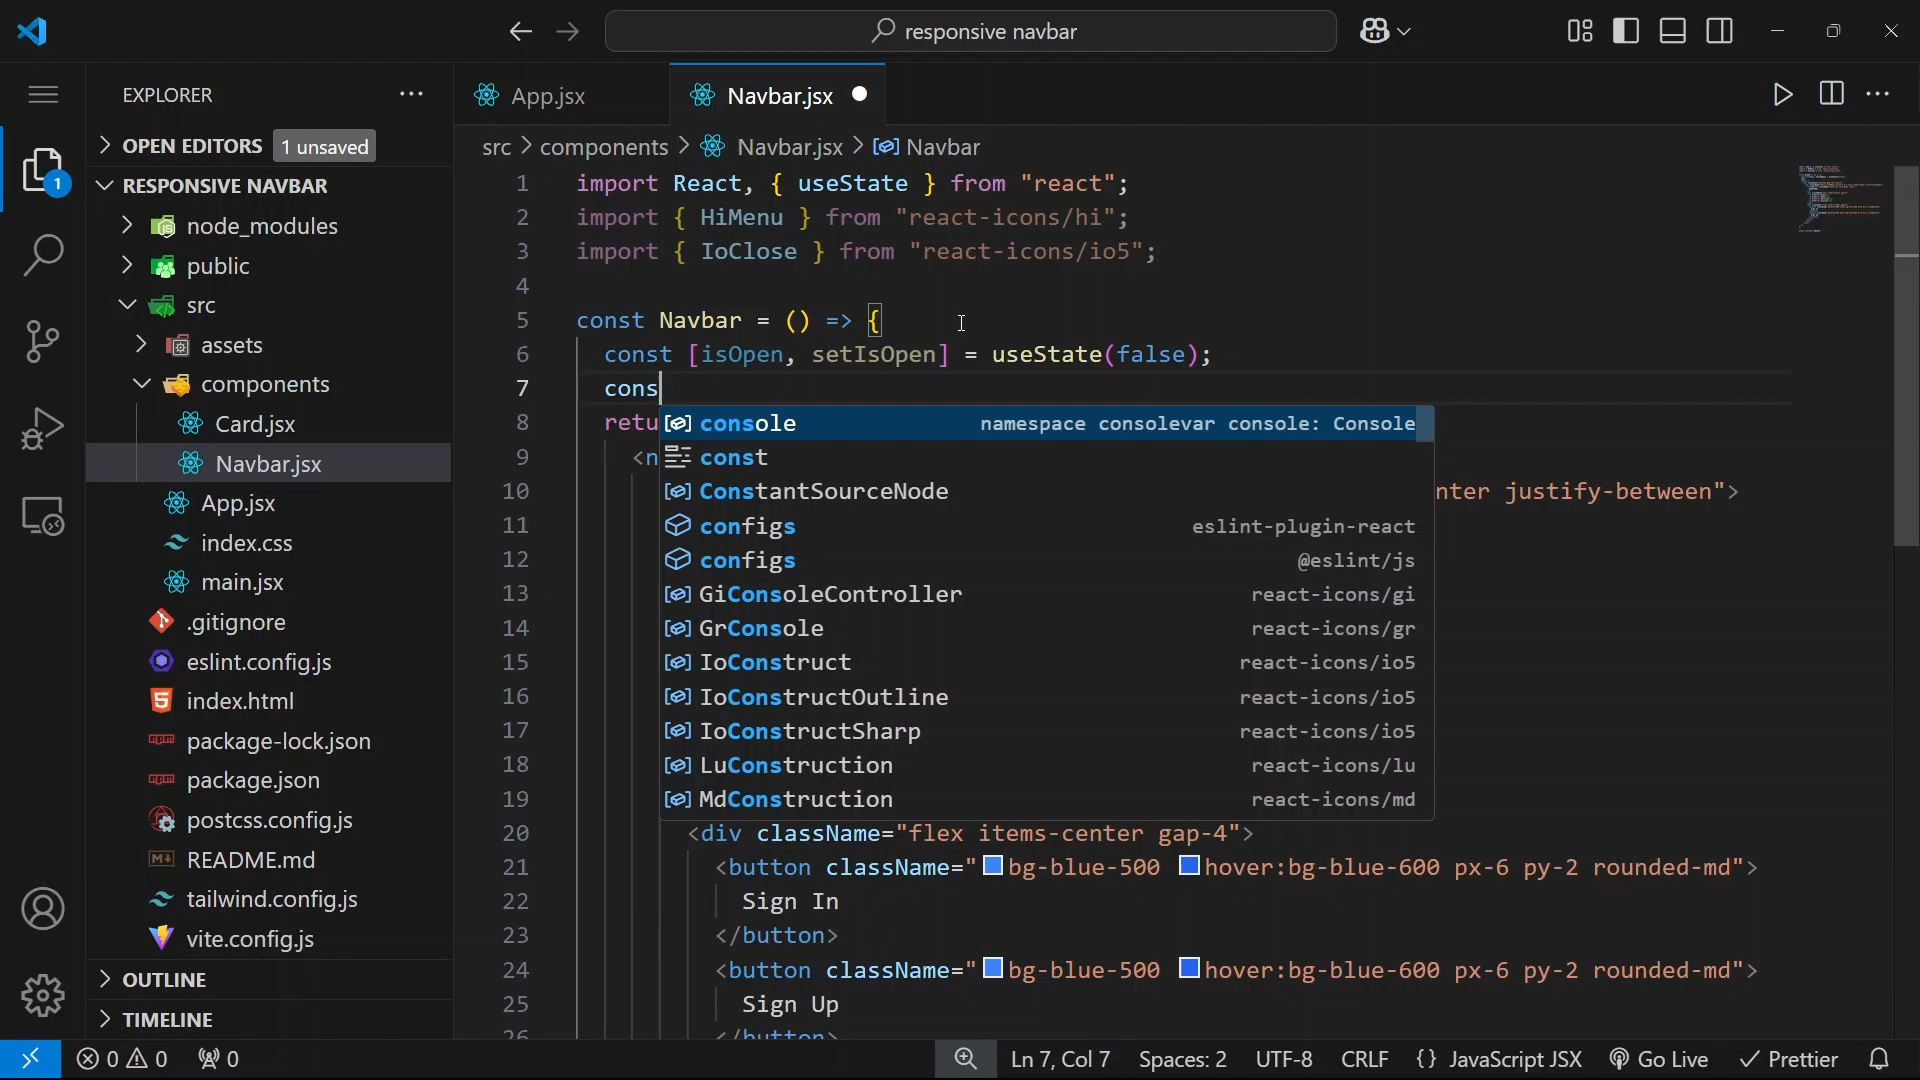 responsive navbar
EXPLORER
OPEN EDITORS 1 unsaved
RESPONSIVE NAVBAR
node_modules
public
src
assets
components
Card.jsx
Navbar.jsx
App.jsx
index.css
main.jsx
.gitignore
eslint.config.js
index.html
package-lock.json
package.json
postcss.config.js
README.md
tailwind.config.js
vite.config.js
OUTLINE
TIMELINE
1
App.jsx
Navbar.jsx
src > components > Navbar.jsx > Navbar
1 import React, { useState } from "react";
2 import { HiMenu } from "react-icons/hi";
3 import { IoClose } from "react-icons/io5";
4
5 const Navbar = () => {
6 const [isOpen, setIsOpen] = useState(false);
7 cons
8 retu
9 <n
10 nter justify-between">
11
12
13
14
15
16
17
18
19
console namespace consolevar console: Console
const
ConstantSourceNode
configs eslint-plugin-react
configs @eslint/js
GiConsoleController react-icons/gi
GrConsole react-icons/gr
IoConstruct react-icons/io5
IoConstructOutline react-icons/io5
IoConstructSharp react-icons/io5
LuConstruction react-icons/lu
MdConstruction react-icons/md
20 <div className="flex items-center gap-4">
21 <button className="bg-blue-500 hover:bg-blue-600 px-6 py-2 rounded-md">
22 Sign In
23 </button>
24 <button className="bg-blue-500 hover:bg-blue-600 px-6 py-2 rounded-md">
25 Sign Up
26 </button>
0 0 0 Ln 7, Col 7 Spaces: 2 UTF-8 CRLF {} JavaScript JSX Go Live Prettier